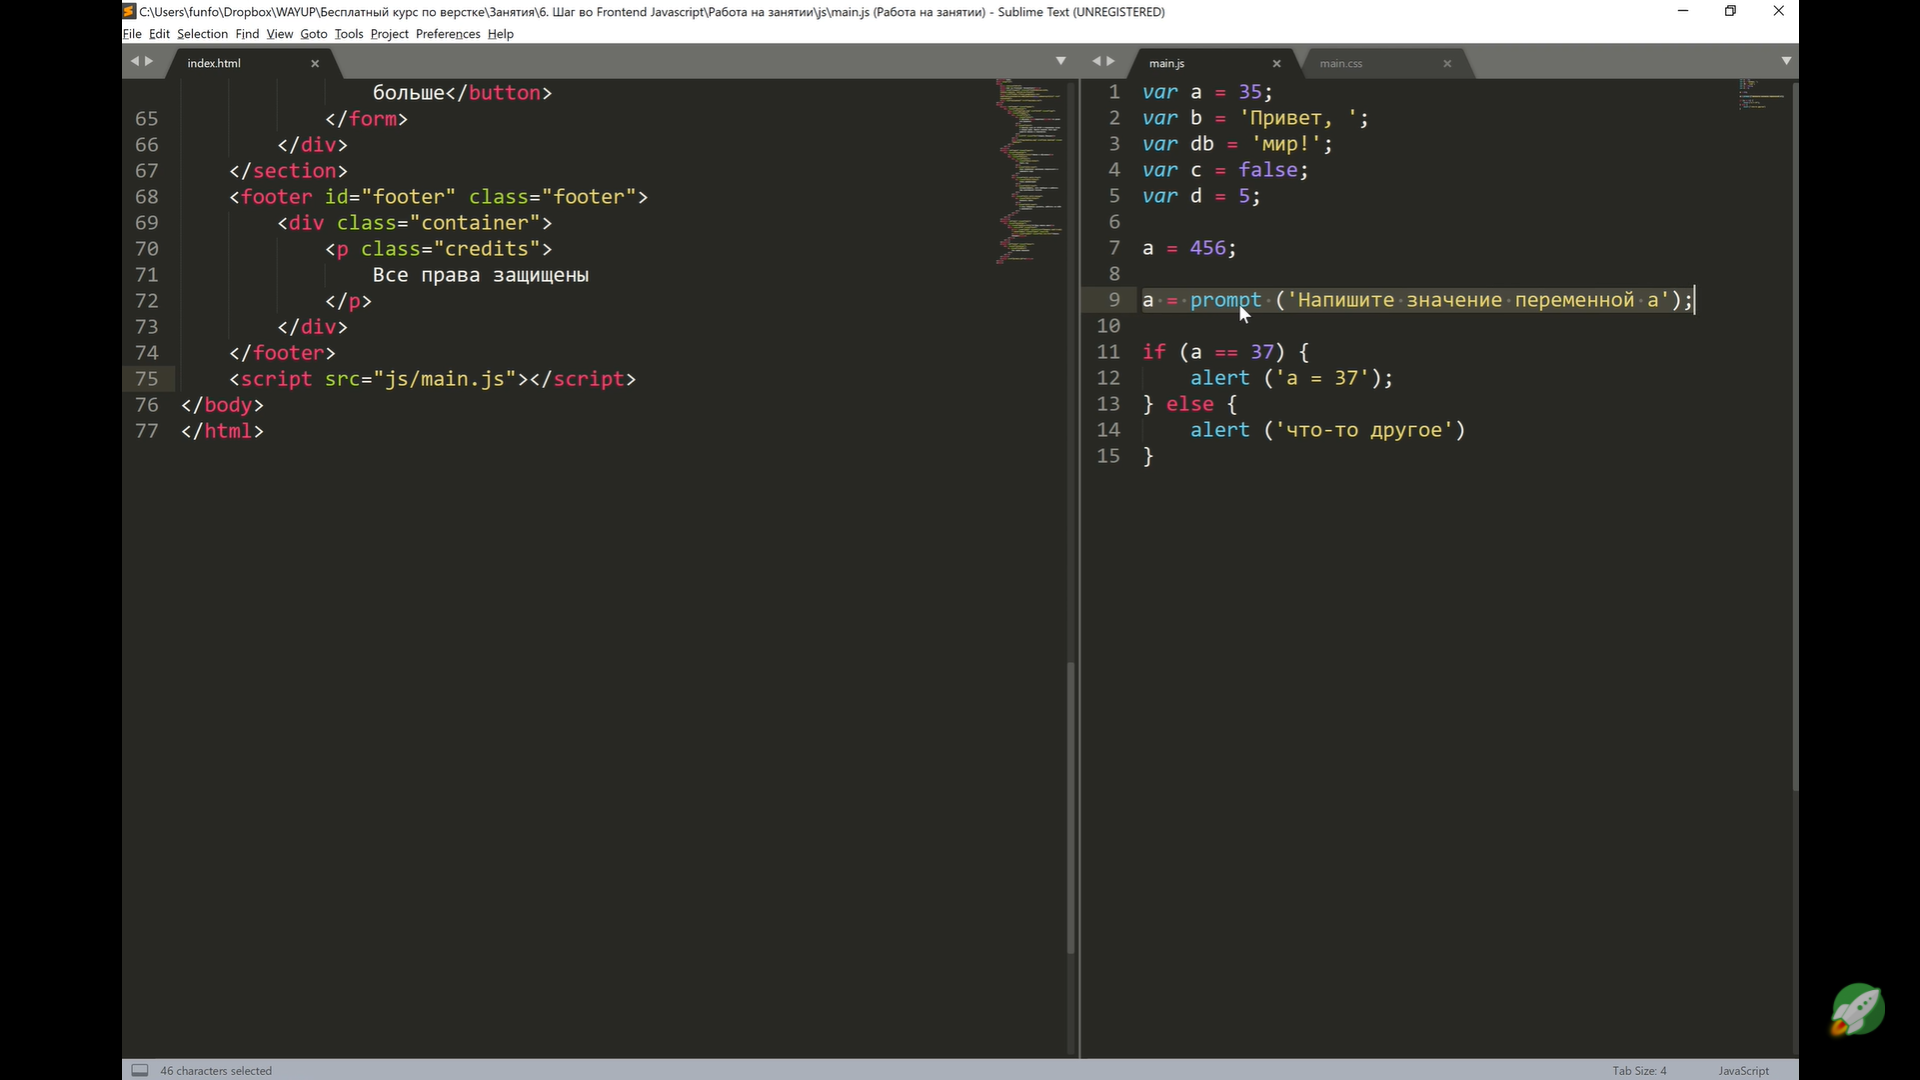 C:\Users\funfo\Dropbox\WAYUP\Бесплатный курс по верстке\Занятия\6. Шаг во Frontend Javascript\Работа на занятии\js\main.js (Работа на занятии) - Sublime Text (UNREGISTERED)
File Edit Selection Find View Goto Tools Project Preferences Help
index.html
больше</button>
65 </form>
66 </div>
67 </section>
68 <footer id="footer" class="footer">
69 <div class="container">
70 <p class="credits">
71 Все права защищены
72 </p>
73 </div>
74 </footer>
75 <script src="js/main.js"></script>
76 </body>
77 </html>
main.js main.css
1 var a = 35;
2 var b = 'Привет, ';
3 var db = 'мир!';
4 var c = false;
5 var d = 5;
6
7 a = 456;
8
9 a = prompt ('Напишите значение переменной a');
10
11 if (a == 37) {
12 alert ('a = 37');
13 } else {
14 alert ('что-то другое')
15 }
46 characters selected
Tab Size: 4 JavaScript